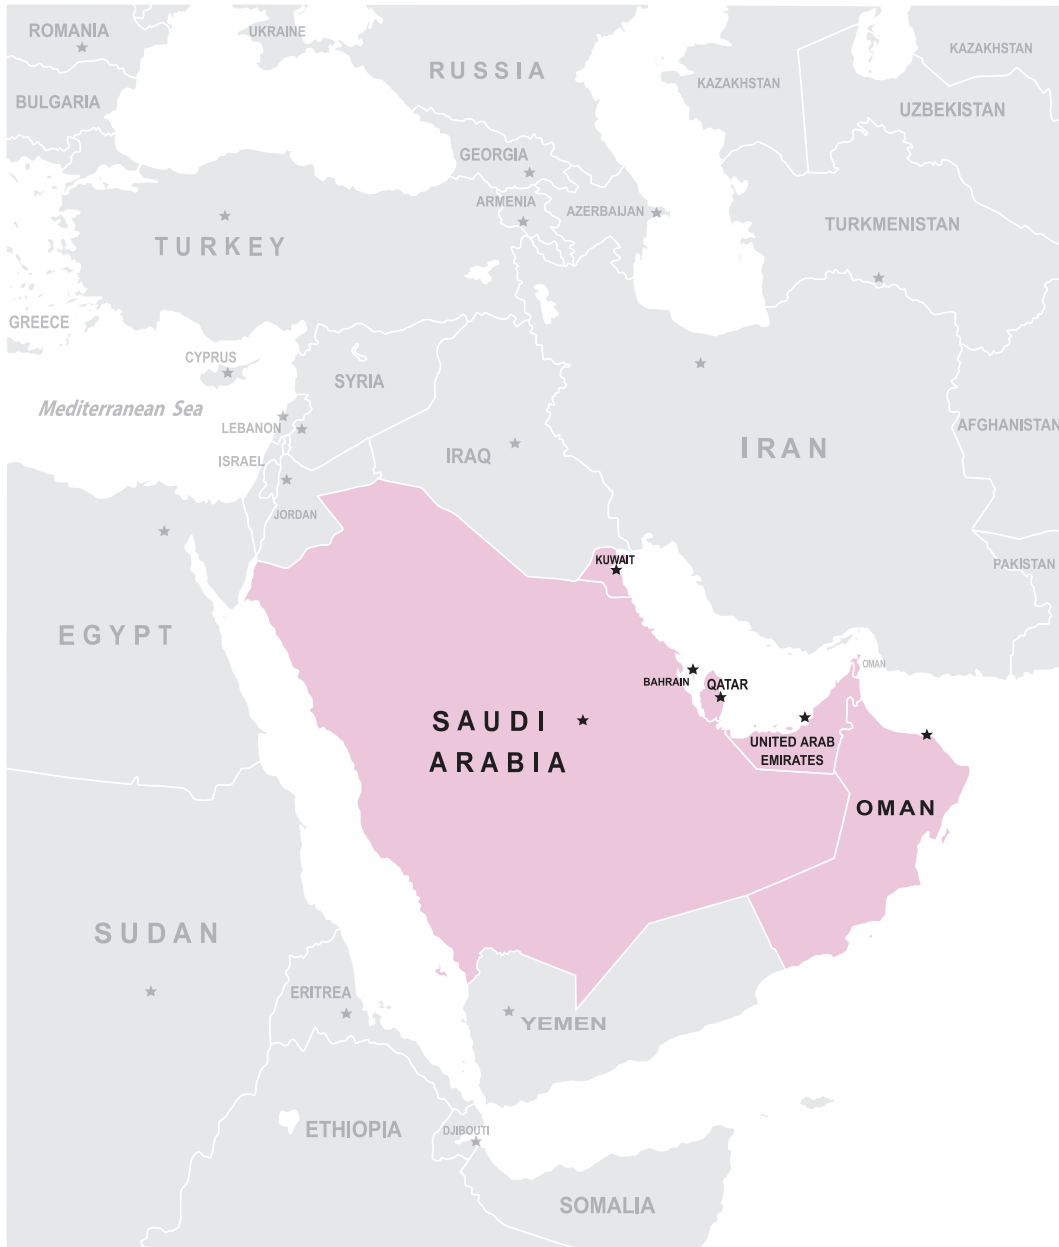 ROMANIA
UKRAINE
RUSSIA
KAZAKHSTAN
KAZAKHSTAN
BULGARIA
UZBEKISTAN
GEORGIA
ARMENIA
AZERBAIJAN
TURKMENISTAN
TURKEY
GREECE
CYPRUS
SYRIA
Mediterranean Sea
LEBANON
IRAQ
IRAN
AFGHANISTAN
ISRAEL
JORDAN
KUWAIT
PAKISTAN
EGYPT
OMAN
BAHRAIN
QATAR
SAUDI
ARABIA
UNITED ARAB
EMIRATES
OMAN
SUDAN
ERITREA
YEMEN
ETHIOPIA
DJIBOUTI
SOMALIA